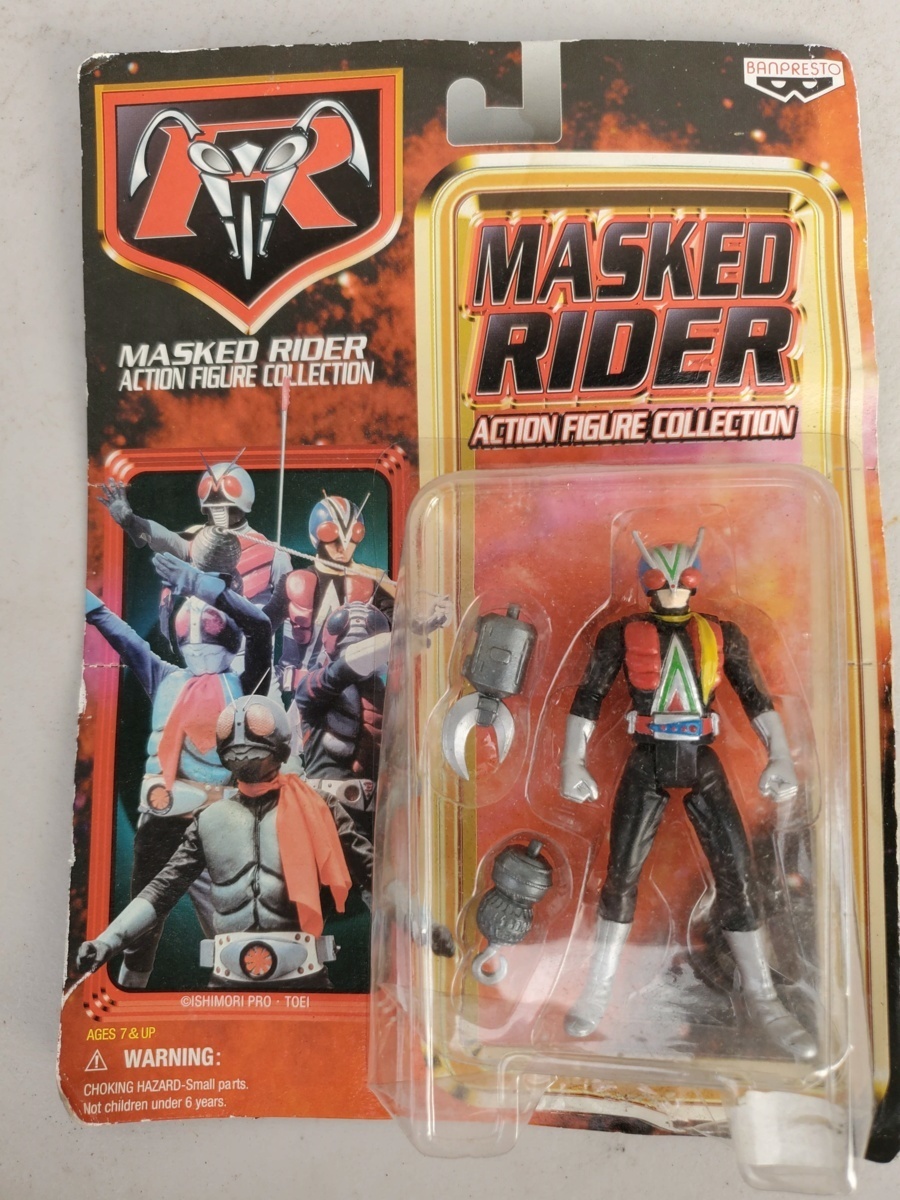 BANPRESTO
MASKED RIDER
ACTION FIGURE COLLECTION
MASKED
RIDER
ACTION FIGURE COLLECTION
©ISHIMORI PRO · TOEI
AGES 7 & UP
WARNING:
CHOKING HAZARD-Small parts.
Not children under 6 years.